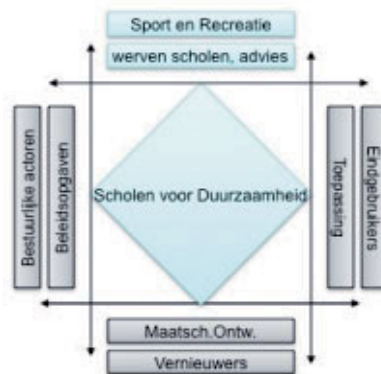 Sport en Recreatie
werven scholen, advies
Bestuurlijke actoren
Beleidsopgaven
Scholen voor Duurzaamheid
Toepassing
Eindgebruikers
Maatsch.Ontw.
Vernieuwers